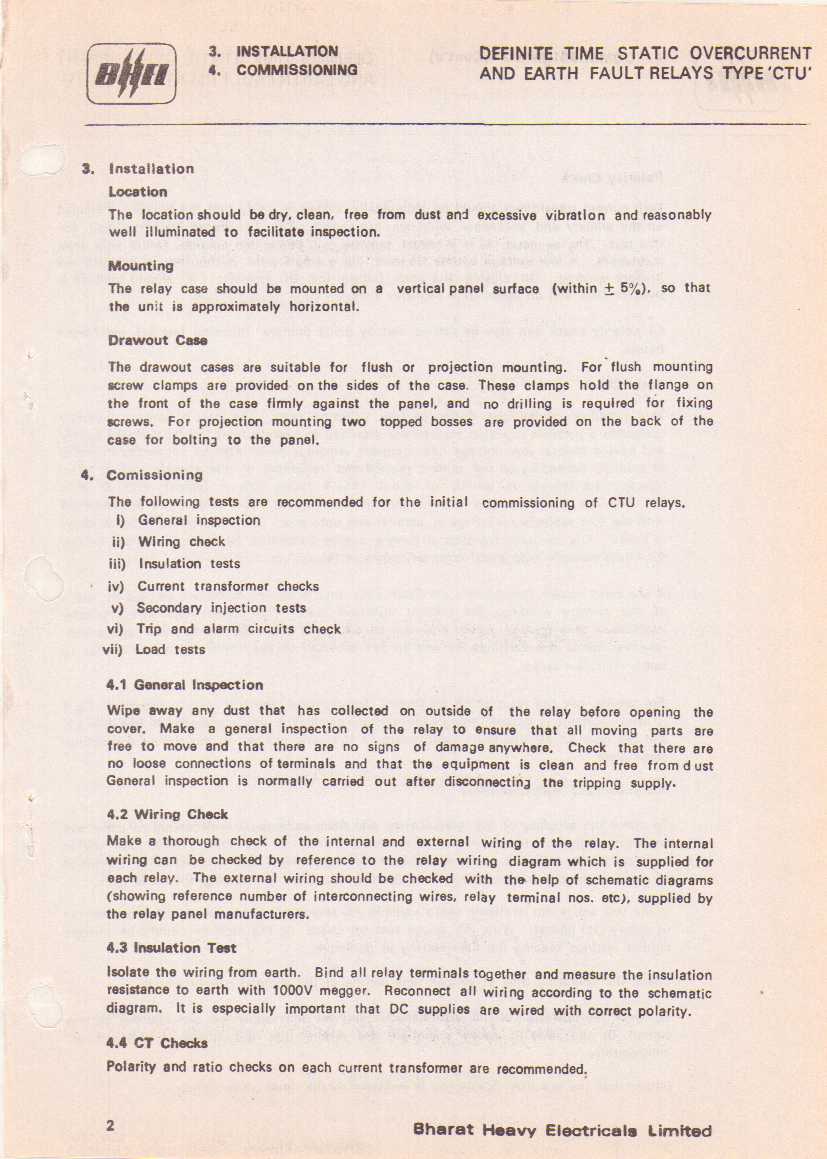 BHEL
3. INSTALLATION
4. COMMISSIONING
DEFINITE TIME STATIC OVERCURRENT
AND EARTH FAULT RELAYS TYPE 'CTU'
3. Installation
Location
The location should be dry, clean, free from dust and excessive vibration and reasonably
well illuminated to facilitate inspection.
Mounting
The relay case should be mounted on a vertical panel surface (within ± 5%), so that
the unit is approximately horizontal.
Drawout Case
The drawout cases are suitable for flush or projection mounting. For flush mounting
screw clamps are provided on the sides of the case. These clamps hold the flange on
the front of the case firmly against the panel, and no drilling is required for fixing
screws. For projection mounting two topped bosses are provided on the back of the
case for bolting to the panel.
4. Comissioning
The following tests are recommended for the initial commissioning of CTU relays.
i) General inspection
ii) Wiring check
iii) Insulation tests
iv) Current transformer checks
v) Secondary injection tests
vi) Trip and alarm circuits check
vii) Load tests
4.1 General Inspection
Wipe away any dust that has collected on outside of the relay before opening the
cover. Make a general inspection of the relay to ensure that all moving parts are
free to move and that there are no signs of damage anywhere. Check that there are
no loose connections of terminals and that the equipment is clean and free from dust
General inspection is normally carried out after disconnecting the tripping supply.
4.2 Wiring Check
Make a thorough check of the internal and external wiring of the relay. The internal
wiring can be checked by reference to the relay wiring diagram which is supplied for
each relay. The external wiring should be checked with the help of schematic diagrams
(showing reference number of interconnecting wires, relay terminal nos. etc), supplied by
the relay panel manufacturers.
4.3 Insulation Test
Isolate the wiring from earth. Bind all relay terminals together and measure the insulation
resistance to earth with 1000V megger. Reconnect all wiring according to the schematic
diagram. It is especially important that DC supplies are wired with correct polarity.
4.4 CT Checks
Polarity and ratio checks on each current transformer are recommended.
2
Bharat Heavy Electricals Limited